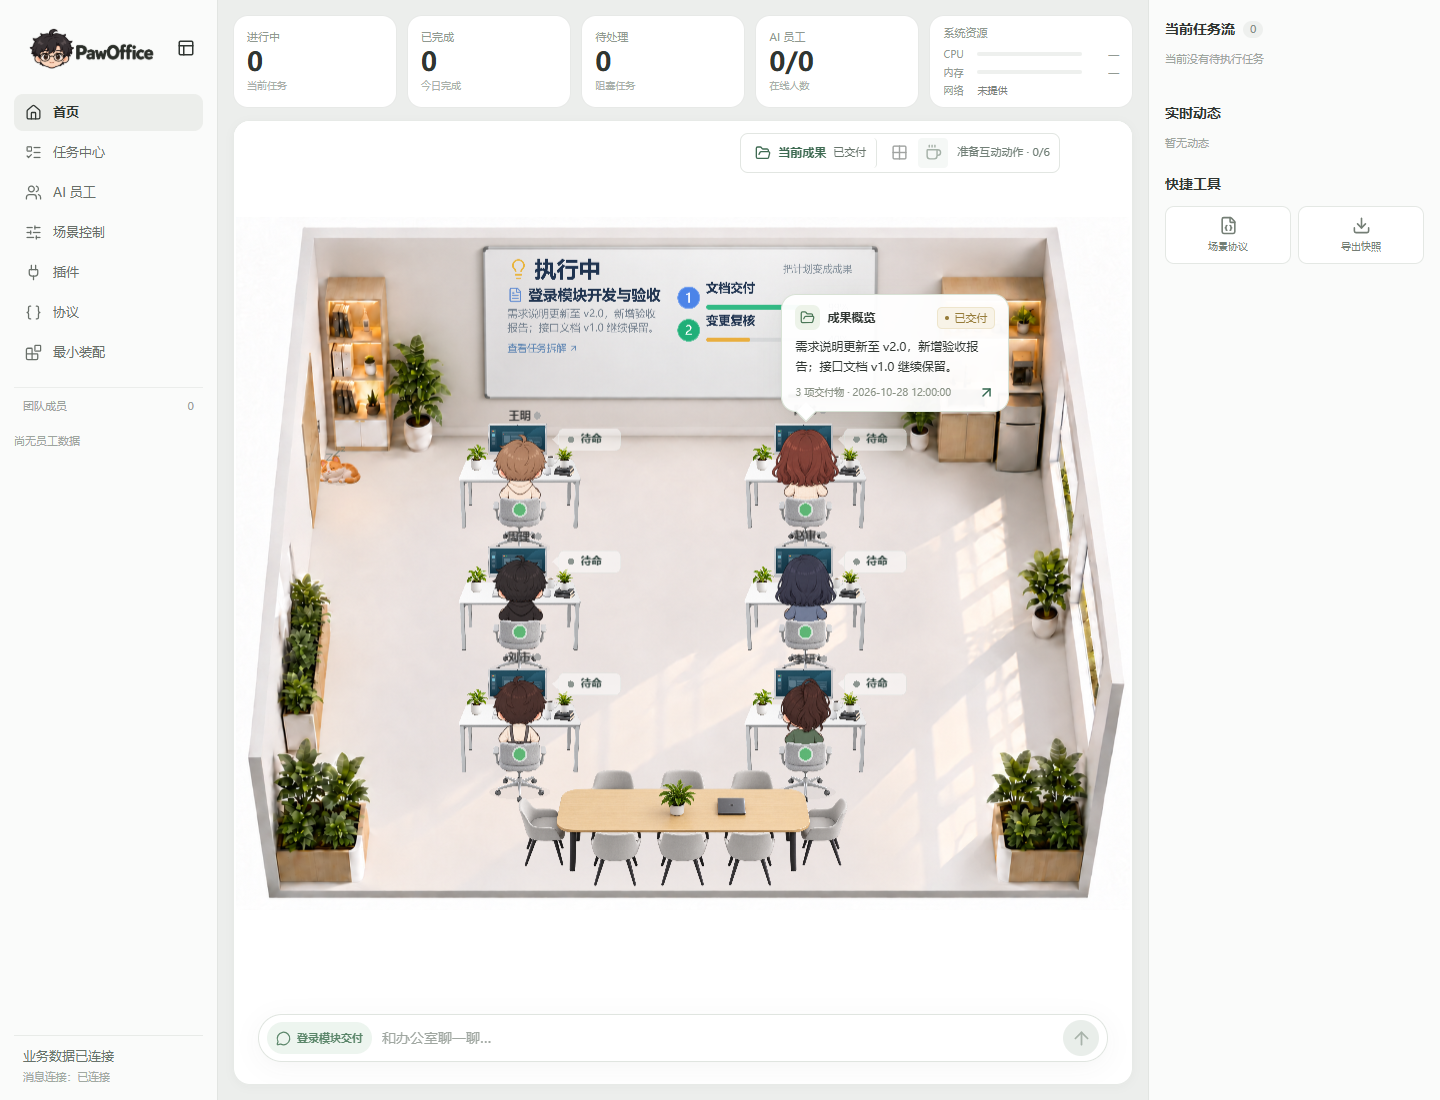 PawOffice
首页
任务中心
AI 员工
场景控制
插件
协议
最小装配
团队成员 0
尚无员工数据
业务数据已连接
消息连接：已连接
进行中
0
当前任务
已完成
0
今日完成
待处理
0
阻塞任务
AI 员工
0/0
在线人数
系统资源
CPU —
内存 —
网络 未提供
当前成果 已交付
准备互动动作 · 0/6
执行中
把计划变成成果
登录模块开发与验收
需求说明更新至 v2.0，新增验收
报告；接口文档 v1.0 继续保留。
查看任务拆解 ↗
1 文档交付
2 变更复核
成果概览
• 已交付
需求说明更新至 v2.0，新增验收报
告；接口文档 v1.0 继续保留。
3 项交付物 · 2026-10-28 12:00:00
王明
待命
待命
周理
待命
待命
刘市
待命
李研
待命
登录模块交付
和办公室聊一聊...
当前任务流 0
当前没有待执行任务
实时动态
暂无动态
快捷工具
场景协议
导出快照